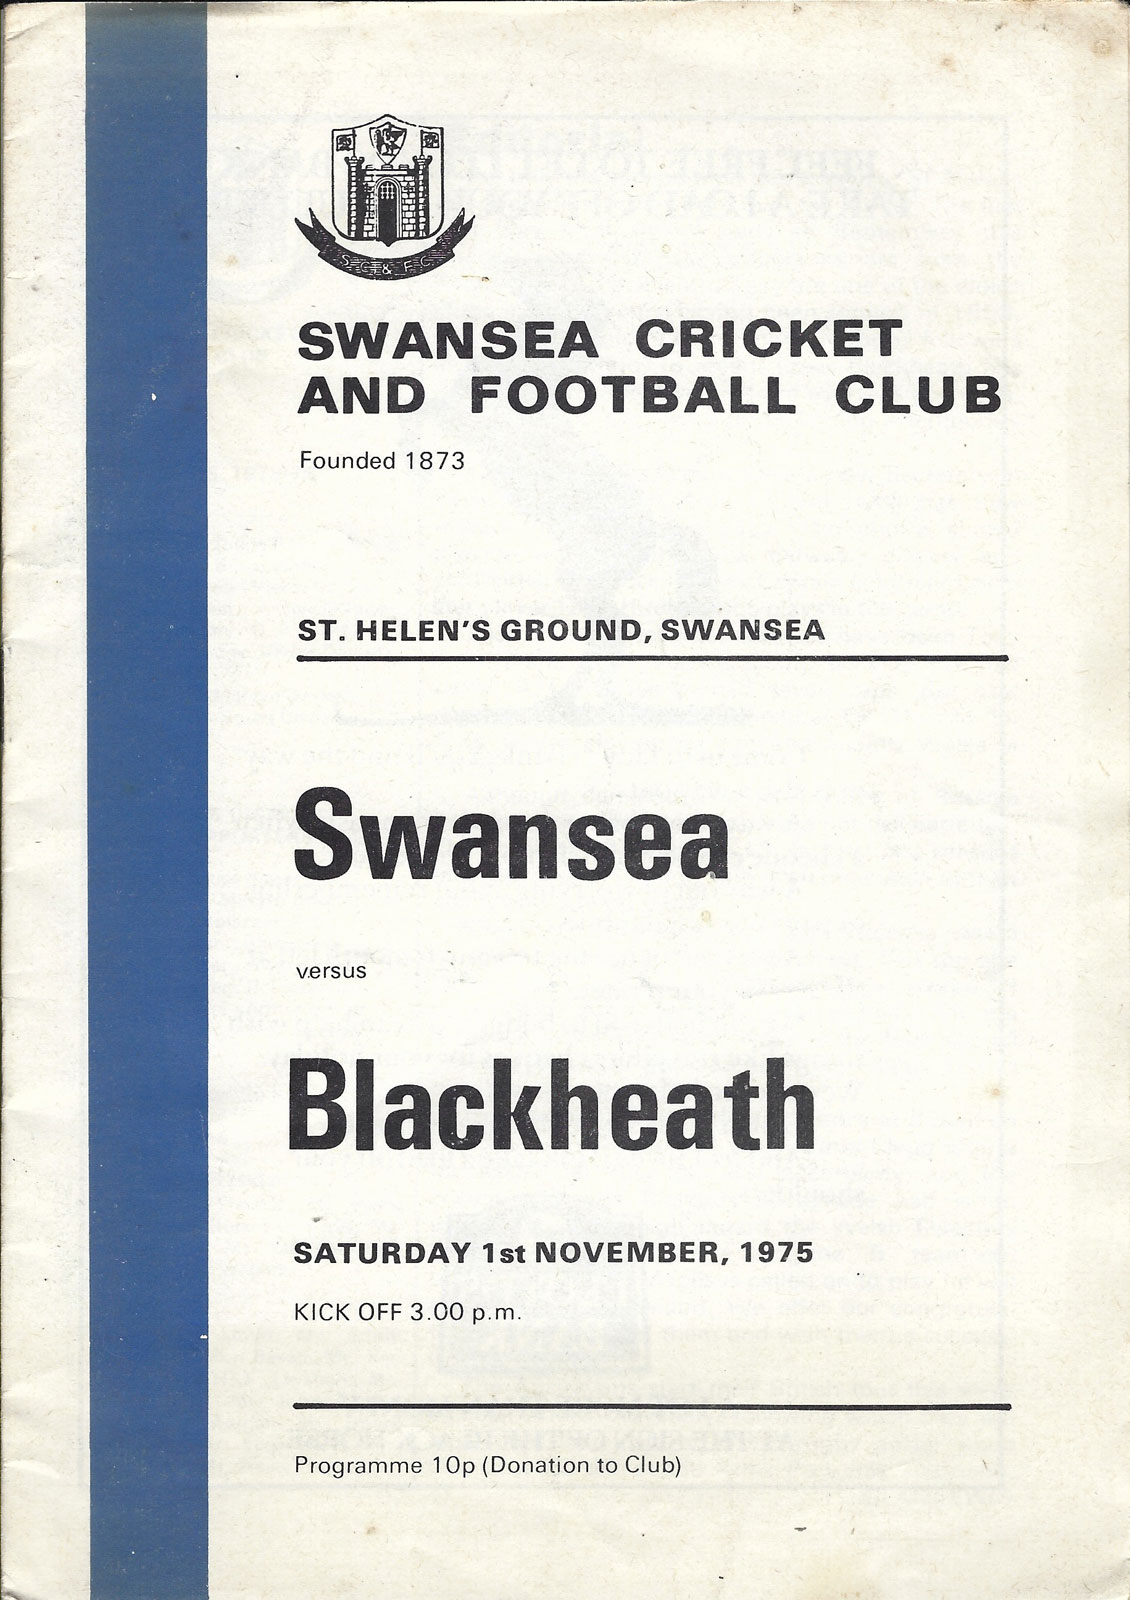 S.C. & F.C.
SWANSEA CRICKET
AND FOOTBALL CLUB
Founded 1873
ST. HELEN'S GROUND, SWANSEA
Swansea
versus
Blackheath
SATURDAY 1st NOVEMBER, 1975
KICK OFF 3.00 p.m.
Programme 10p (Donation to Club)